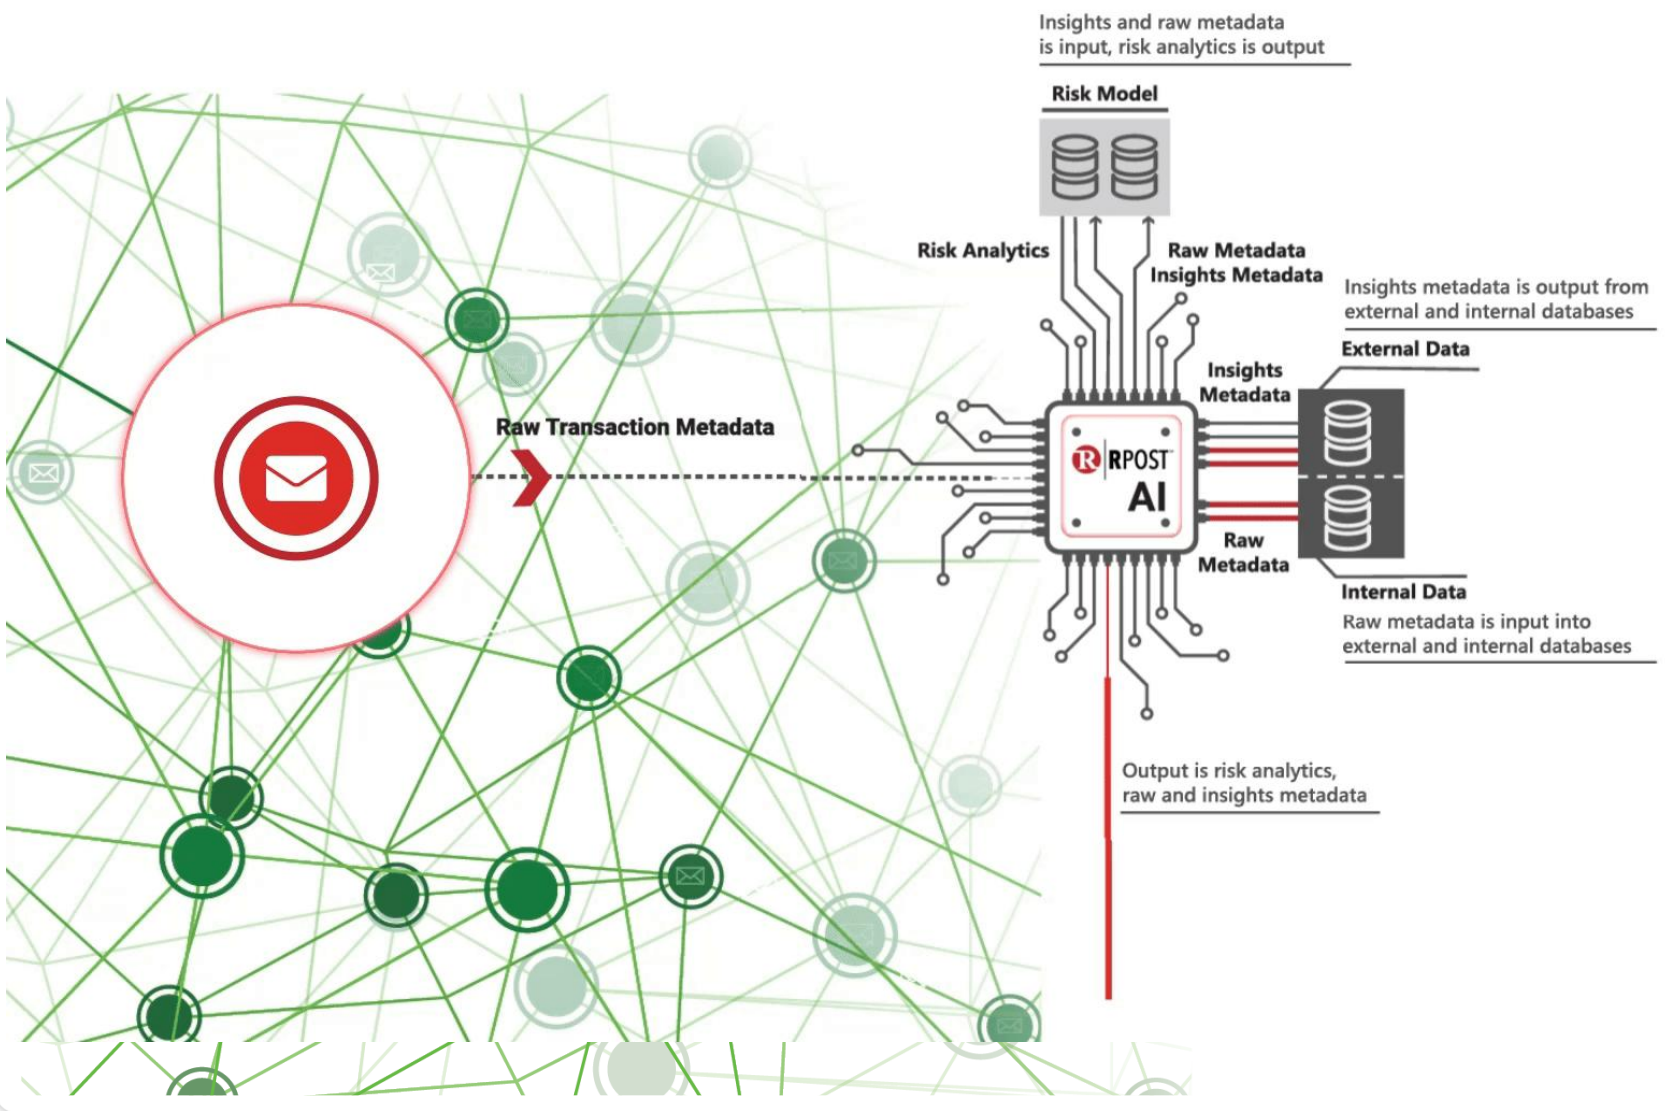 Insights and raw metadata
is input, risk analytics is output
Risk Model
Risk Analytics
Raw Metadata
Insights Metadata
Insights metadata is output from
external and internal databases
External Data
Insights
Metadata
Raw Transaction Metadata
R RPOST™
AI
Raw
Metadata
Internal Data
Raw metadata is input into
external and internal databases
Output is risk analytics,
raw and insights metadata